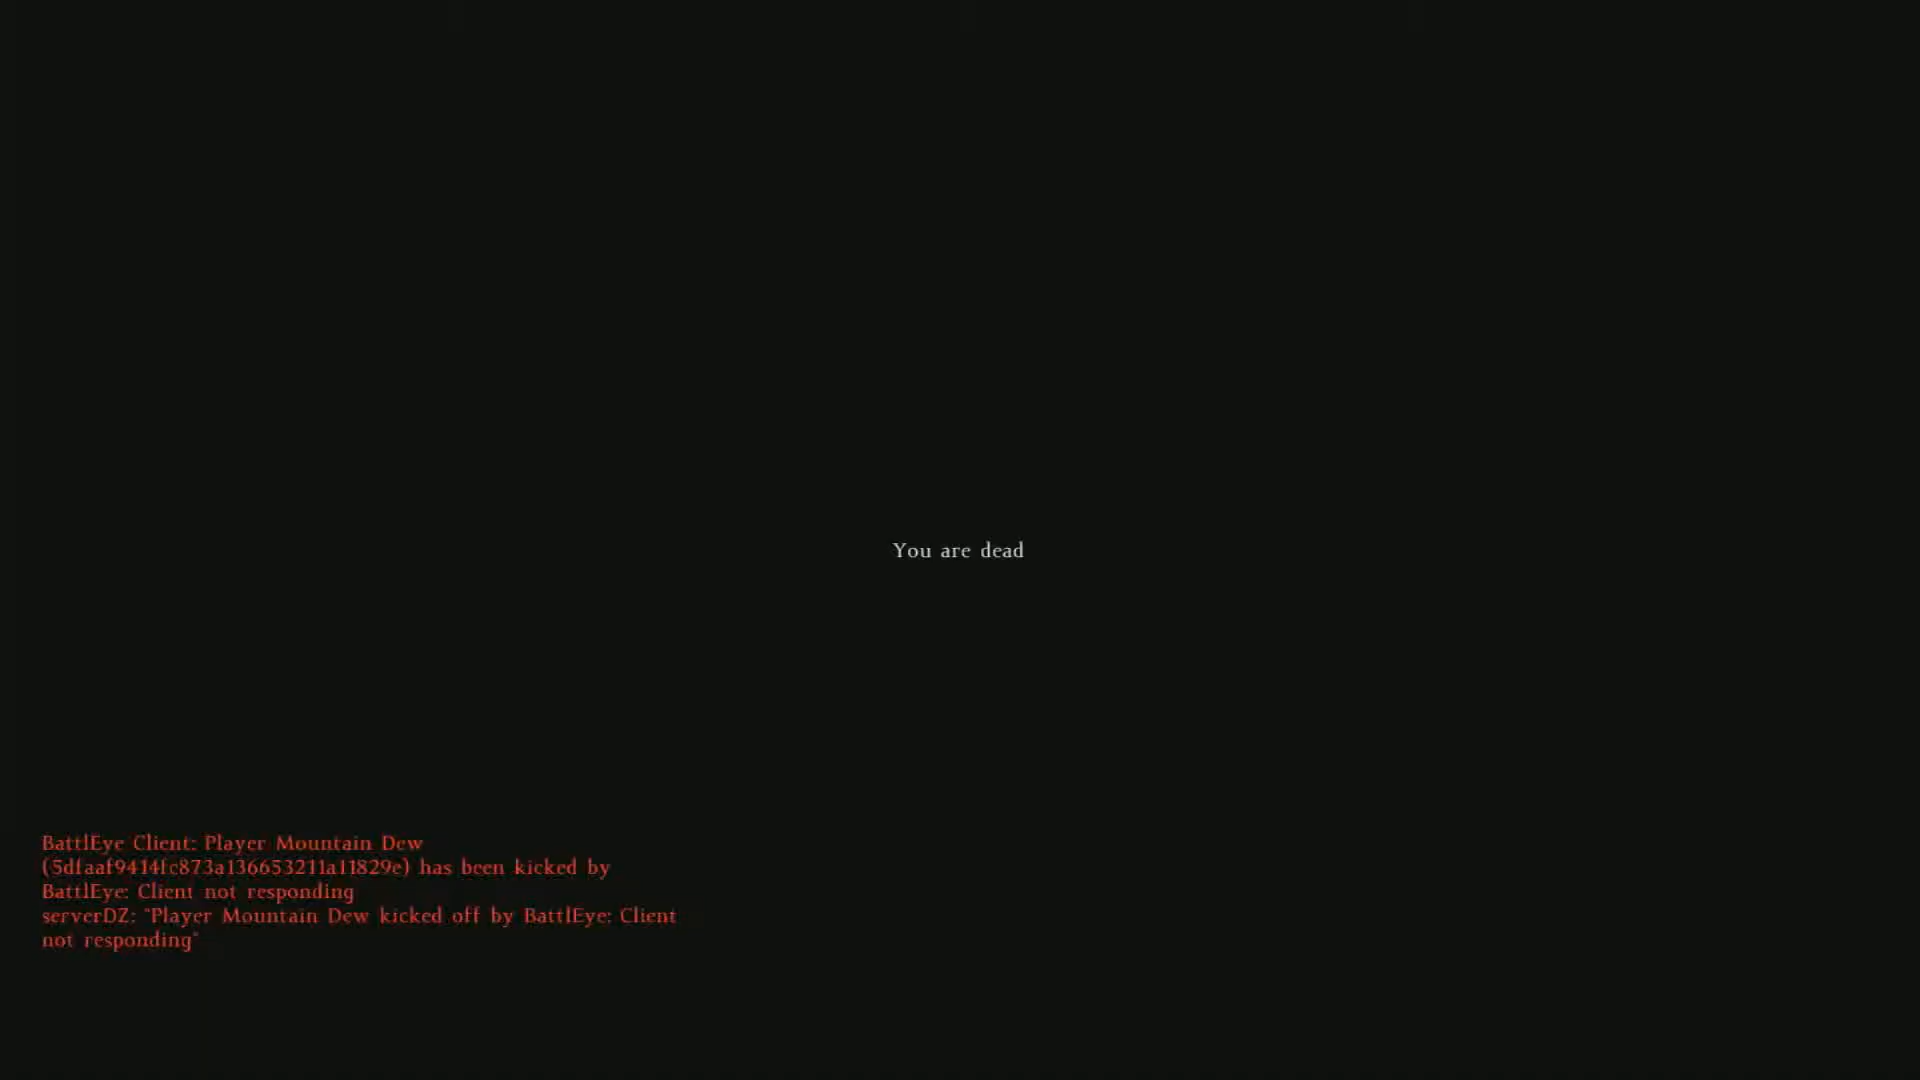 You are dead
BattlEye Client: Player Mountain Dew
(5dfaaf9414fc873a136653211a11829e) has been kicked by
BattlEye: Client not responding
serverDZ: "Player Mountain Dew kicked off by BattlEye: Client
not responding"